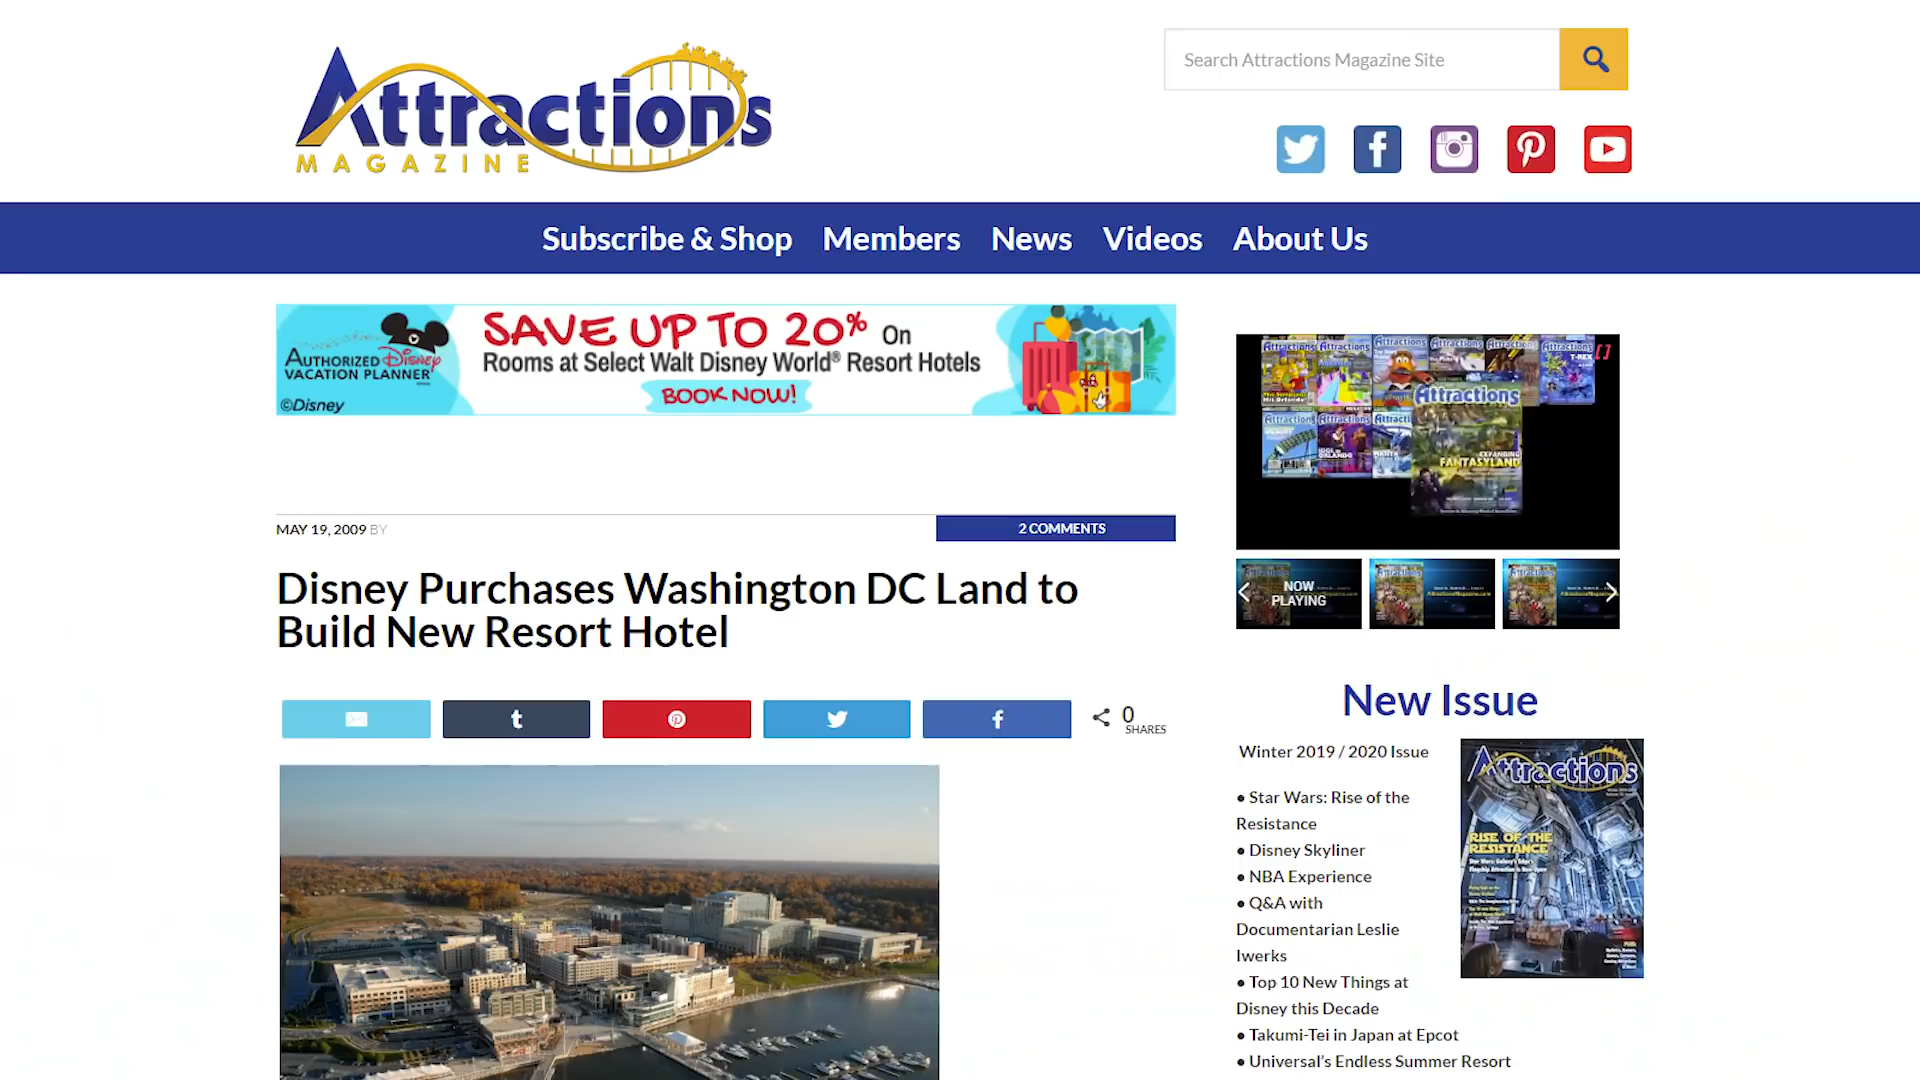 Attractions
MAGAZINE
Search Attractions Magazine Site
Subscribe & Shop Members News Videos About Us
AUTHORIZED Disney
VACATION PLANNER
©Disney
SAVE UP TO 20% On
Rooms at Select Walt Disney World® Resort Hotels
BOOK NOW!
MAY 19, 2009 BY
2 COMMENTS
Disney Purchases Washington DC Land to
Build New Resort Hotel
t
f
0
SHARES
Attractions
EXPANDING
FANTASYLAND
T-REX
NOW
PLAYING
New Issue
Winter 2019 / 2020 Issue
● Star Wars: Rise of the
Resistance
● Disney Skyliner
● NBA Experience
● Q&A with
Documentarian Leslie
Iwerks
● Top 10 New Things at
Disney this Decade
● Takumi-Tei in Japan at Epcot
● Universal's Endless Summer Resort
Attractions
RISE OF THE
RESISTANCE